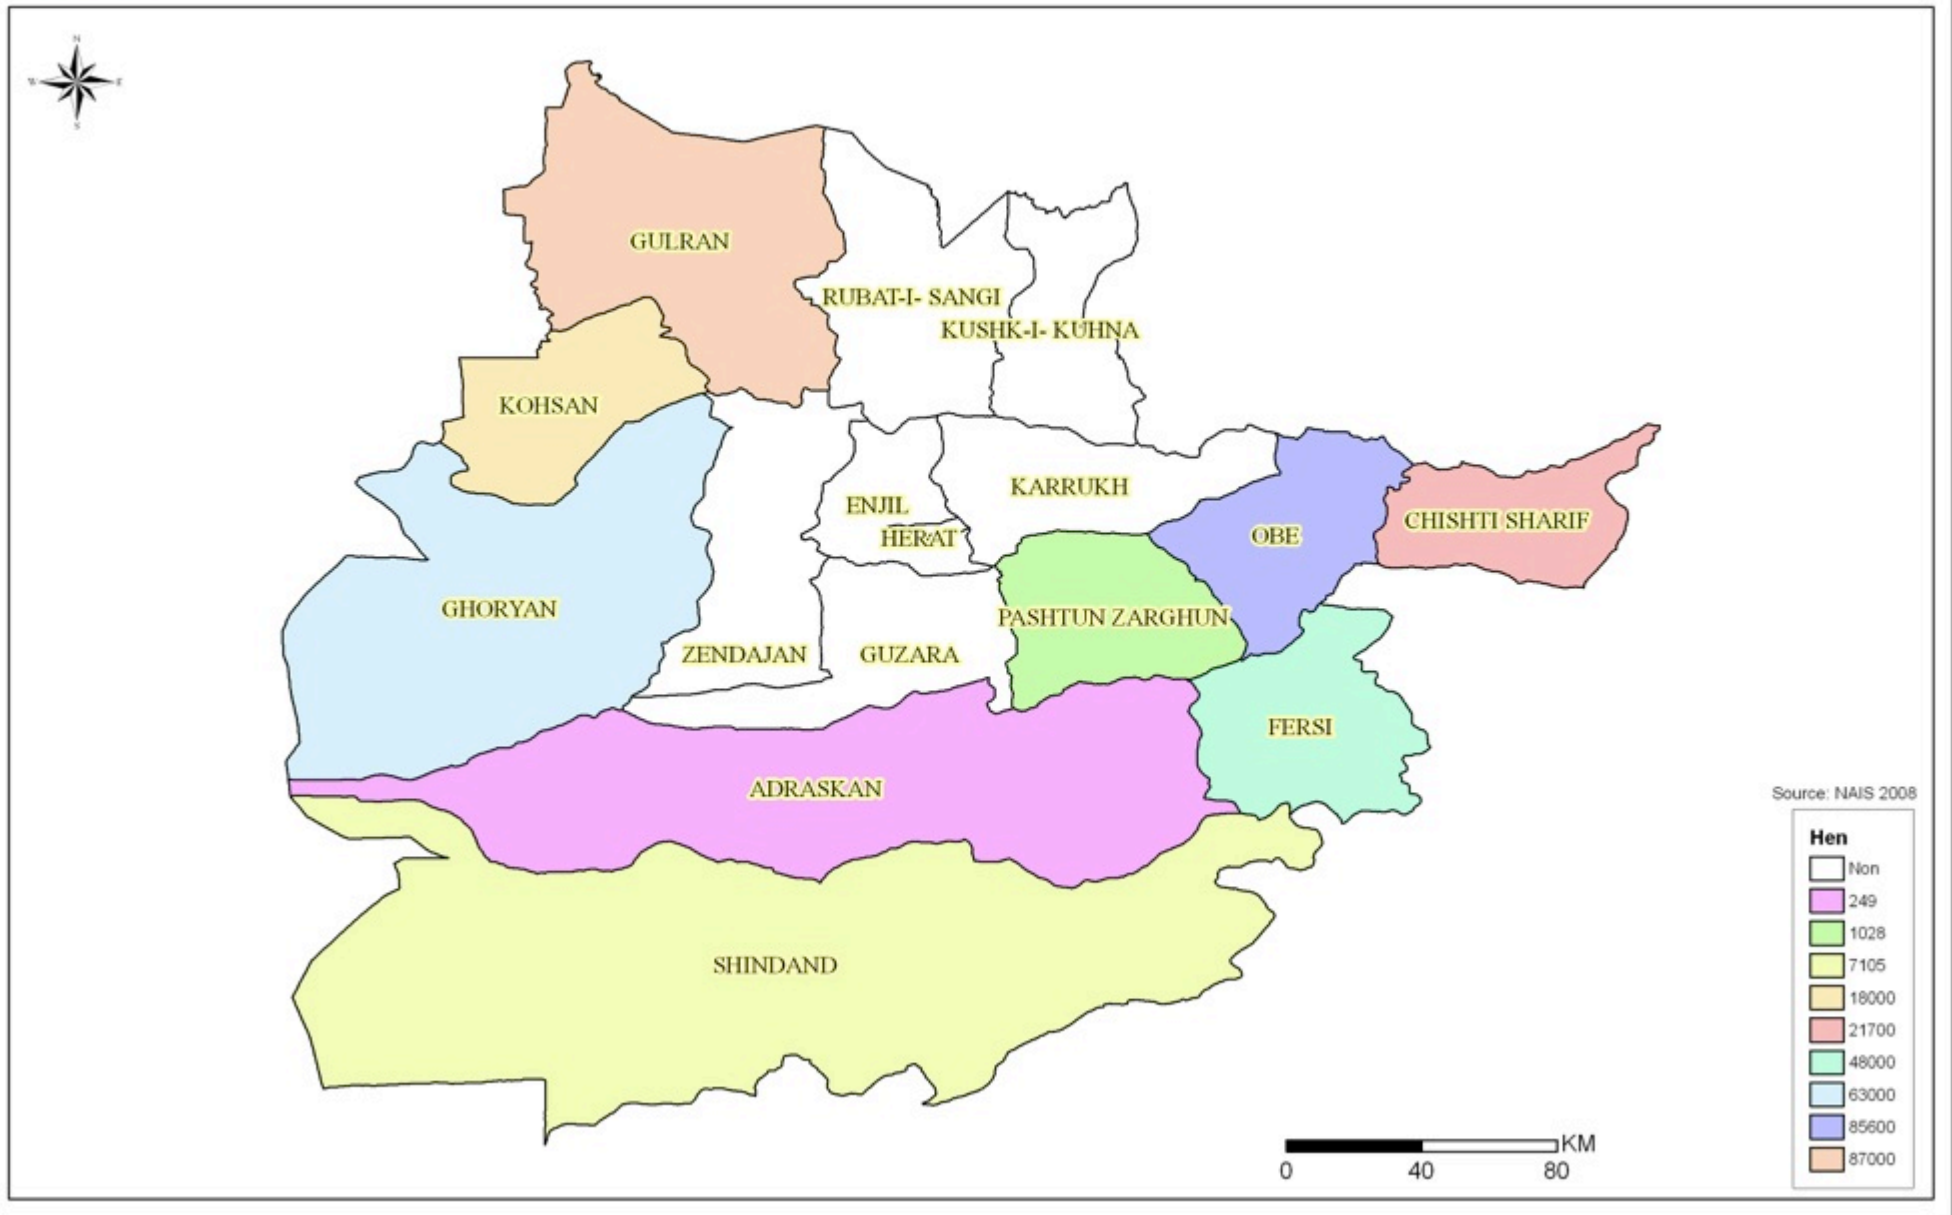 N
W
E
S
GULRAN
RUBAT-I- SANGI
KUSHK-I- KUHNA
KOHSAN
KARRUKH
ENJIL
HERAT
OBE
CHISHTI SHARIF
GHORYAN
PASHTUN ZARGHUN
ZENDAJAN
GUZARA
FERSI
ADRASKAN
SHINDAND
Source: NAIS 2008
Hen
Non
249
1028
7105
18000
21700
48000
63000
85600
87000
KM
0 40 80